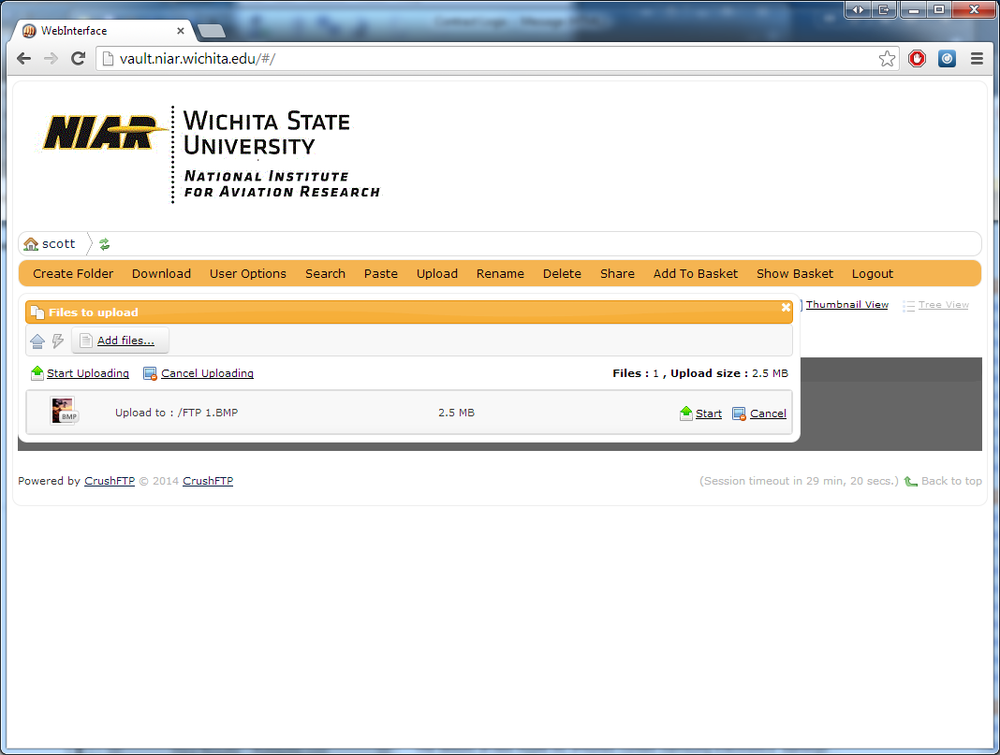 WebInterface
vault.niar.wichita.edu/#/
NIAR
WICHITA STATE
UNIVERSITY
NATIONAL INSTITUTE
FOR AVIATION RESEARCH
scott
Create Folder Download User Options Search Paste Upload Rename Delete Share Add To Basket Show Basket Logout
Files to upload
Thumbnail View Tree View
Add files...
Start Uploading Cancel Uploading Files : 1 , Upload size : 2.5 MB
BMP Upload to : /FTP 1.BMP 2.5 MB Start Cancel
Powered by CrushFTP © 2014 CrushFTP (Session timeout in 29 min, 20 secs.) Back to top